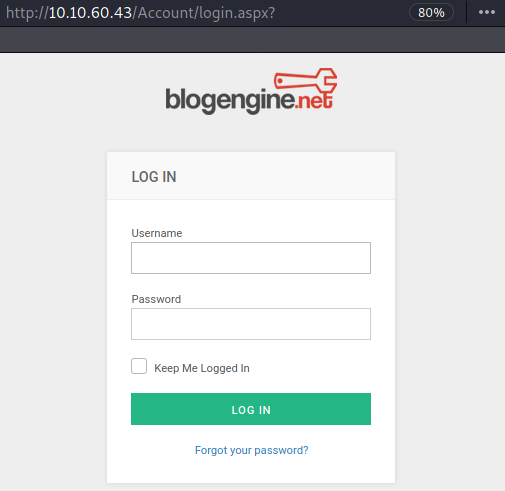 http://10.10.60.43/Account/login.aspx?
80%
blogengine.net
LOG IN
Username
Password
Keep Me Logged In
LOG IN
Forgot your password?